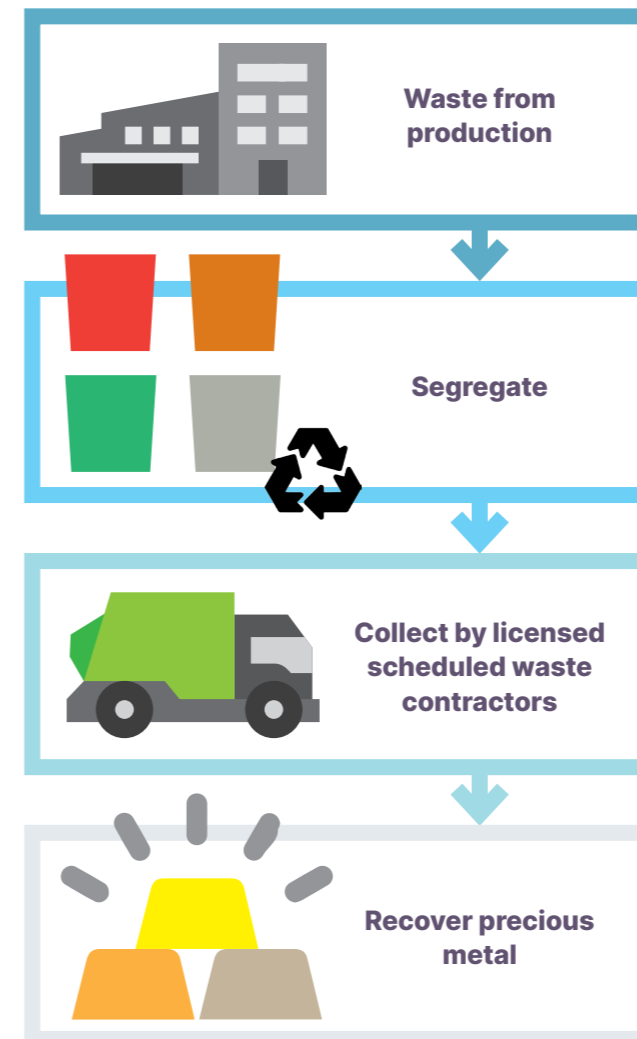 Waste from
production
Segregate
Collect by licensed
scheduled waste
contractors
Recover precious
metal